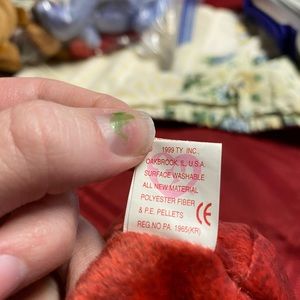 1999 TY INC.
OAKBROOK, IL, U.S.A.
SURFACE WASHABLE
ALL NEW MATERIAL
POLYESTER FIBER
& P.E. PELLETS CE
REG.NO PA. 1965(KR)